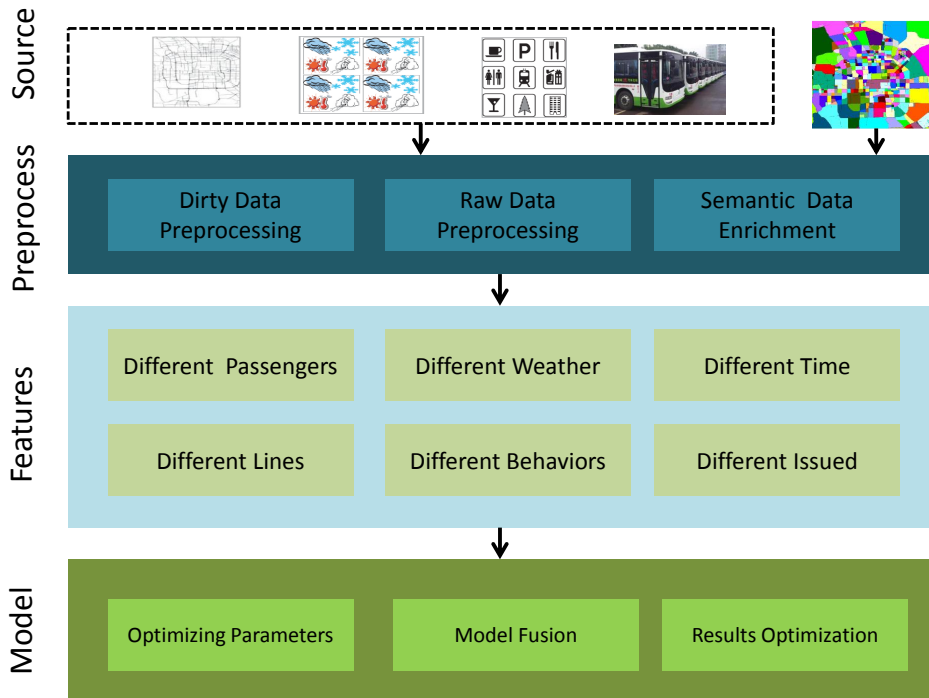 Source
P
Preprocess
Dirty Data
Preprocessing
Raw Data
Preprocessing
Semantic Data
Enrichment
Features
Different Passengers
Different Weather
Different Time
Different Lines
Different Behaviors
Different Issued
Model
Optimizing Parameters
Model Fusion
Results Optimization